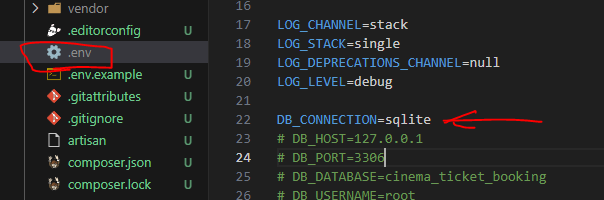 vendor
.editorconfig U
.env
.env.example U
.gitattributes U
.gitignore U
artisan U
composer.json U
composer.lock U
16
17 LOG_CHANNEL=stack
18 LOG_STACK=single
19 LOG_DEPRECATIONS_CHANNEL=null
20 LOG_LEVEL=debug
21
22 DB_CONNECTION=sqlite
23 # DB_HOST=127.0.0.1
24 # DB_PORT=3306
25 # DB_DATABASE=cinema_ticket_booking
26 # DB_USERNAME=root